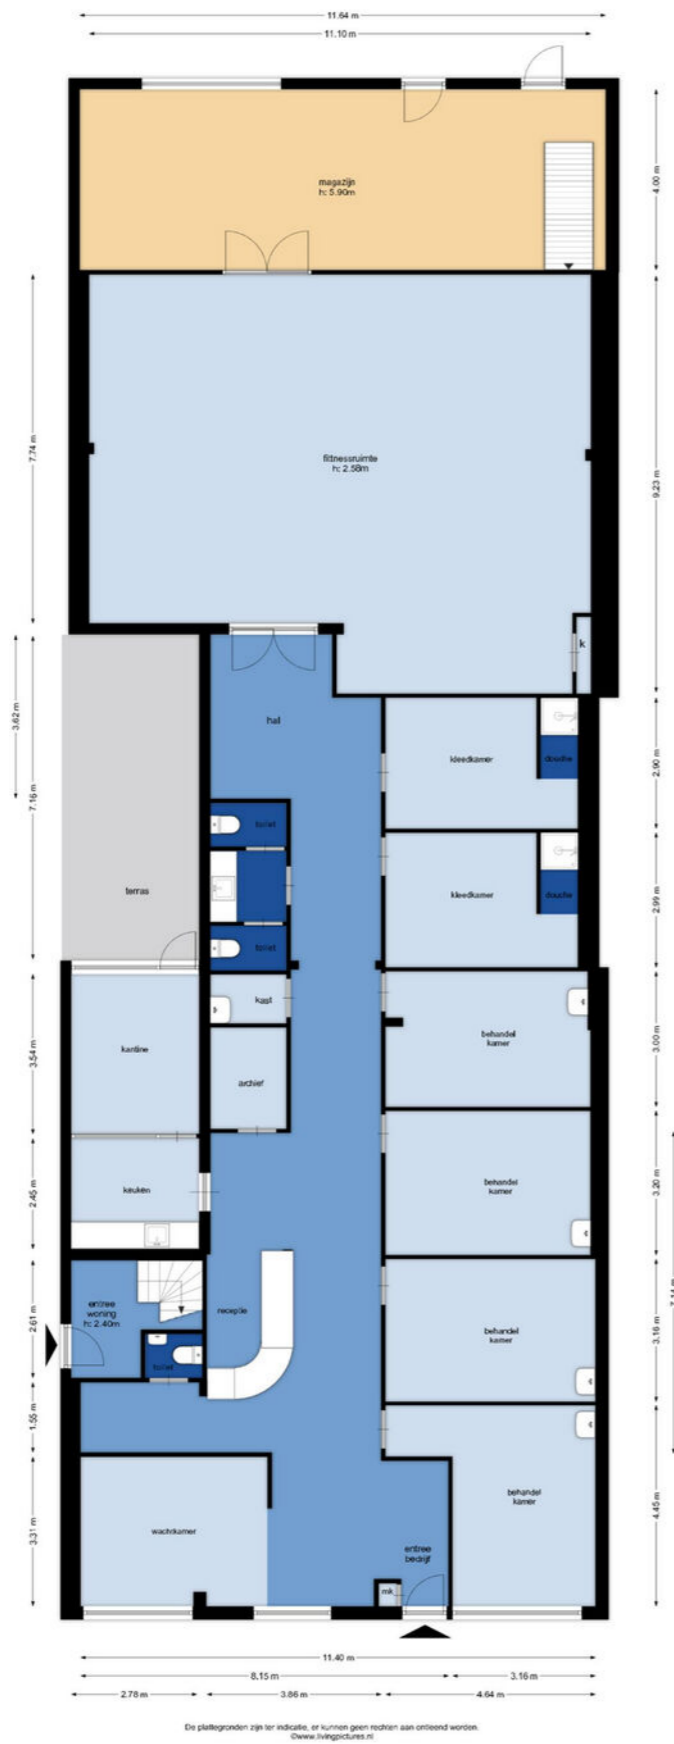 11.64 m
11.10 m
magazijn
h: 5.90m
4.00 m
7.74 m
fitnessruimte
h: 2.58m
9.23 m
k
3.62 m
hall
7.16 m
kleedkamer
douche
2.90 m
toilet
kleedkamer
douche
2.99 m
terras
toilet
kast
kantine
3.54 m
archief
behandel
kamer
3.00 m
keuken
2.45 m
behandel
kamer
3.20 m
7.14 m
entree
woning
h: 2.40m
2.61 m
receptie
toilet
behandel
kamer
3.16 m
1.55 m
wachtkamer
3.31 m
behandel
kamer
4.45 m
entree
bedrijf
mk
11.40 m
8.15 m
3.16 m
2.78 m
3.86 m
4.64 m
De plattegronden zijn ter indicatie, er kunnen geen rechten aan ontleend worden.
©www.livingpictures.nl